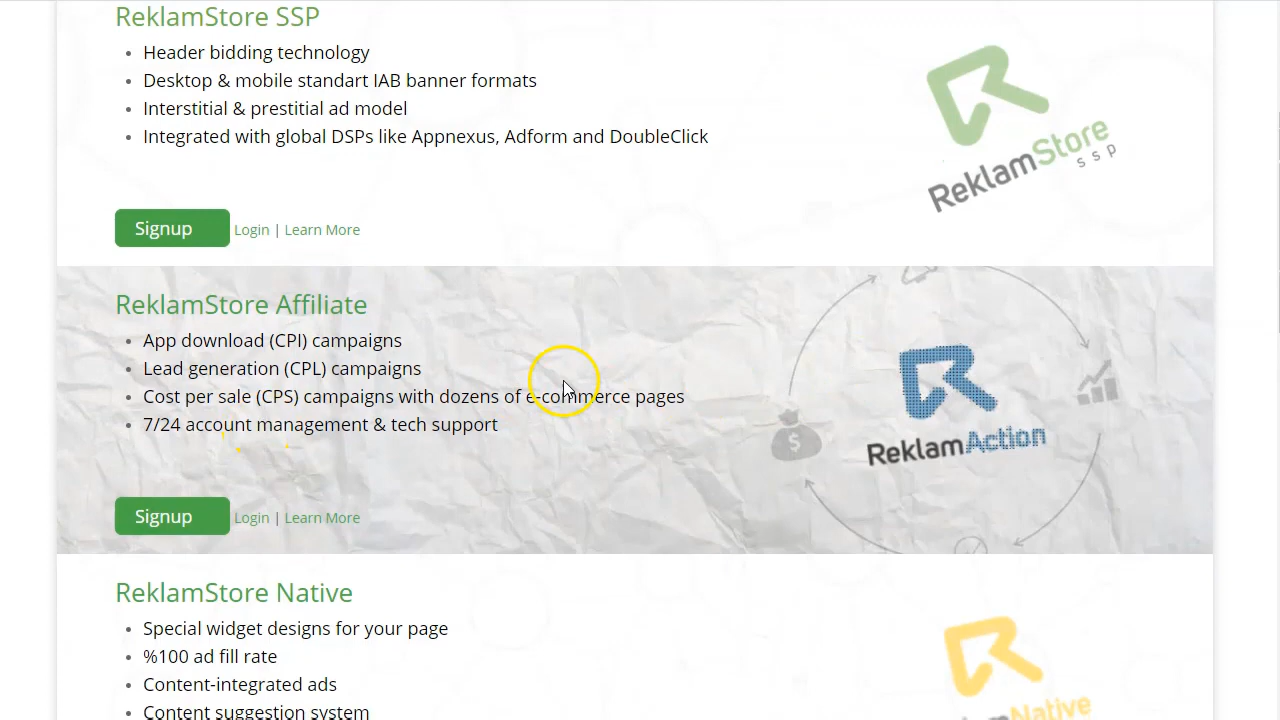 ReklamStore SSP
Header bidding technology
Desktop & mobile standart IAB banner formats
Interstitial & prestitial ad model
Integrated with global DSPs like Appnexus, Adform and DoubleClick
ReklamStore
ssp
Signup Login | Learn More
ReklamStore Affiliate
App download (CPI) campaigns
Lead generation (CPL) campaigns
Cost per sale (CPS) campaigns with dozens of e-commerce pages
7/24 account management & tech support
$
ReklamAction
Signup Login | Learn More
ReklamStore Native
Special widget designs for your page
%100 ad fill rate
Content-integrated ads
Content suggestion system